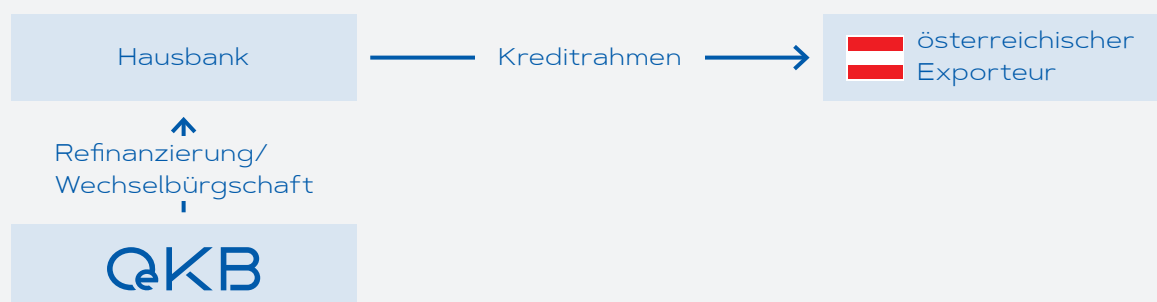 Hausbank
Kreditrahmen
österreichischer
Exporteur
Refinanzierung/
Wechselbürgschaft
OeKB